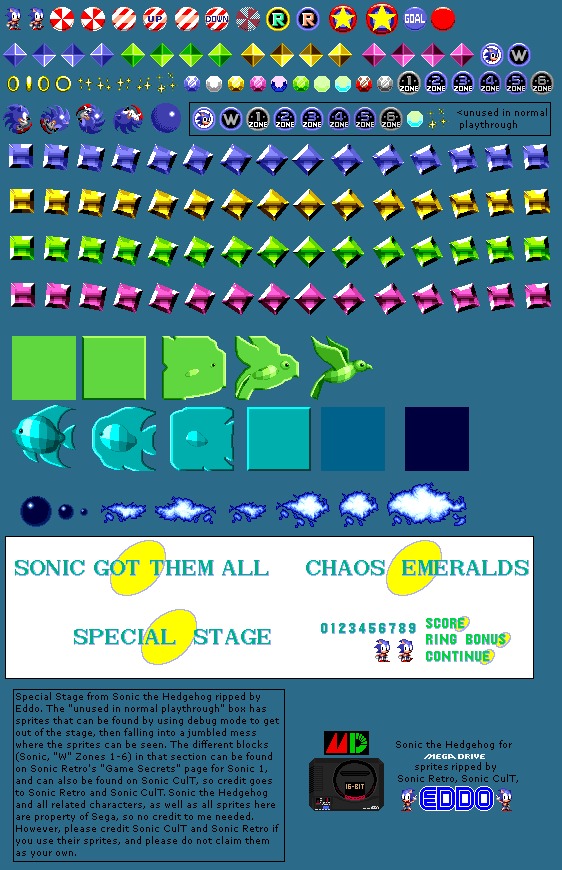 UP DOWN R R GOAL
W
1 ZONE 2 ZONE 3 ZONE 4 ZONE 5 ZONE 6 ZONE
W 1 ZONE 2 ZONE 3 ZONE 4 ZONE 5 ZONE 6 ZONE <unused in normal
playthrough
SONIC GOT THEM ALL CHAOS EMERALDS
SPECIAL STAGE
0123456789 SCORE
RING BONUS
CONTINUE
Special Stage from Sonic the Hedgehog ripped by
Eddo. The "unused in normal playthrough" box has
sprites that can be found by using debug mode to get
out of the stage, then falling into a jumbled mess
where the sprites can be seen. The different blocks
(Sonic, "W" Zones 1-6) in that section can be found
on Sonic Retro's "Game Secrets" page for Sonic 1,
and can also be found on Sonic CulT, so credit goes
to Sonic Retro and Sonic CulT. Sonic the Hedgehog
and all related characters, as well as all sprites here
are property of Sega, so no credit to me needed.
However, please credit Sonic CulT and Sonic Retro if
you use their sprites, and please do not claim them
as your own.
MD
16-BIT
Sonic the Hedgehog for
MEGA DRIVE
sprites ripped by
Sonic Retro, Sonic CulT,
EDDO